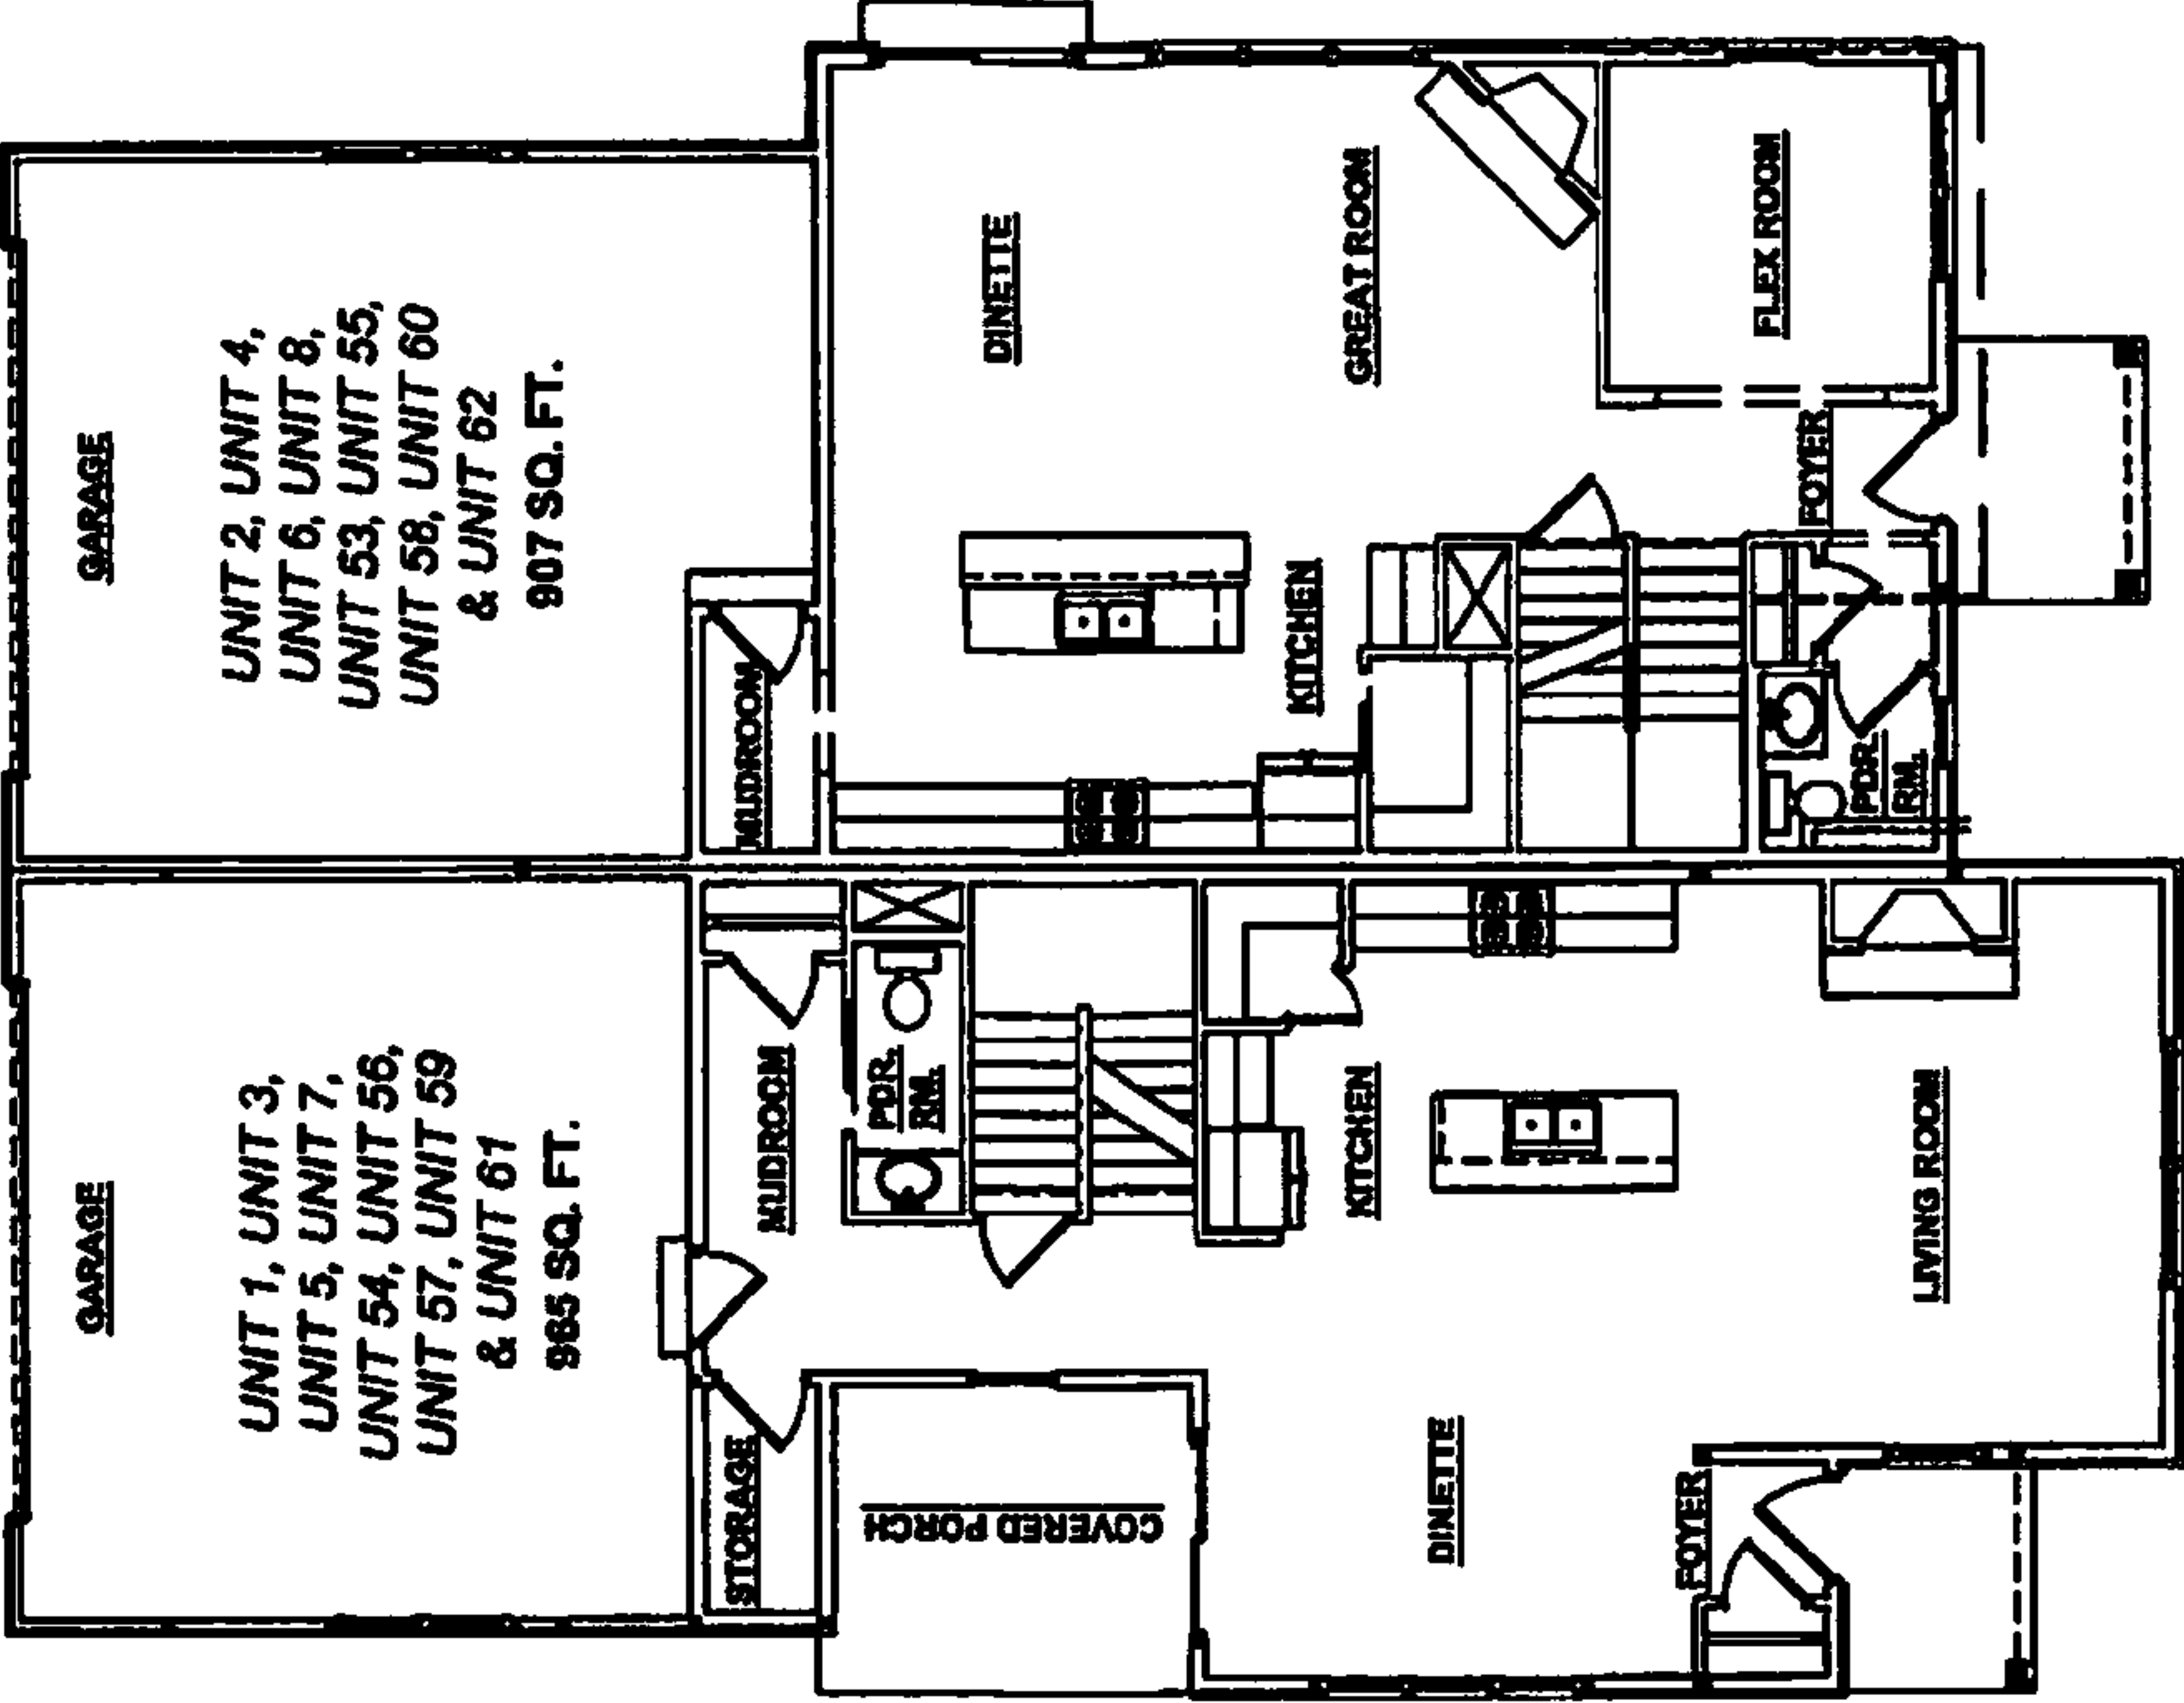 GARAGE
UNIT 2, UNIT 4,
UNIT 6, UNIT 8,
UNIT 53, UNIT 55,
UNIT 58, UNIT 60
& UNIT 62
907 SQ. FT.
MUDROOM
DINETTE
KITCHEN
GREAT ROOM
FLEX ROOM
FOYER
PDR.
RM.
GARAGE
UNIT 1, UNIT 3,
UNIT 5, UNIT 7,
UNIT 54, UNIT 56,
UNIT 57, UNIT 59
& UNIT 61
985 SQ. FT.
STORAGE
MUDROOM
PDR.
RM.
COVERED PORCH
KITCHEN
DINETTE
FOYER
LIVING ROOM